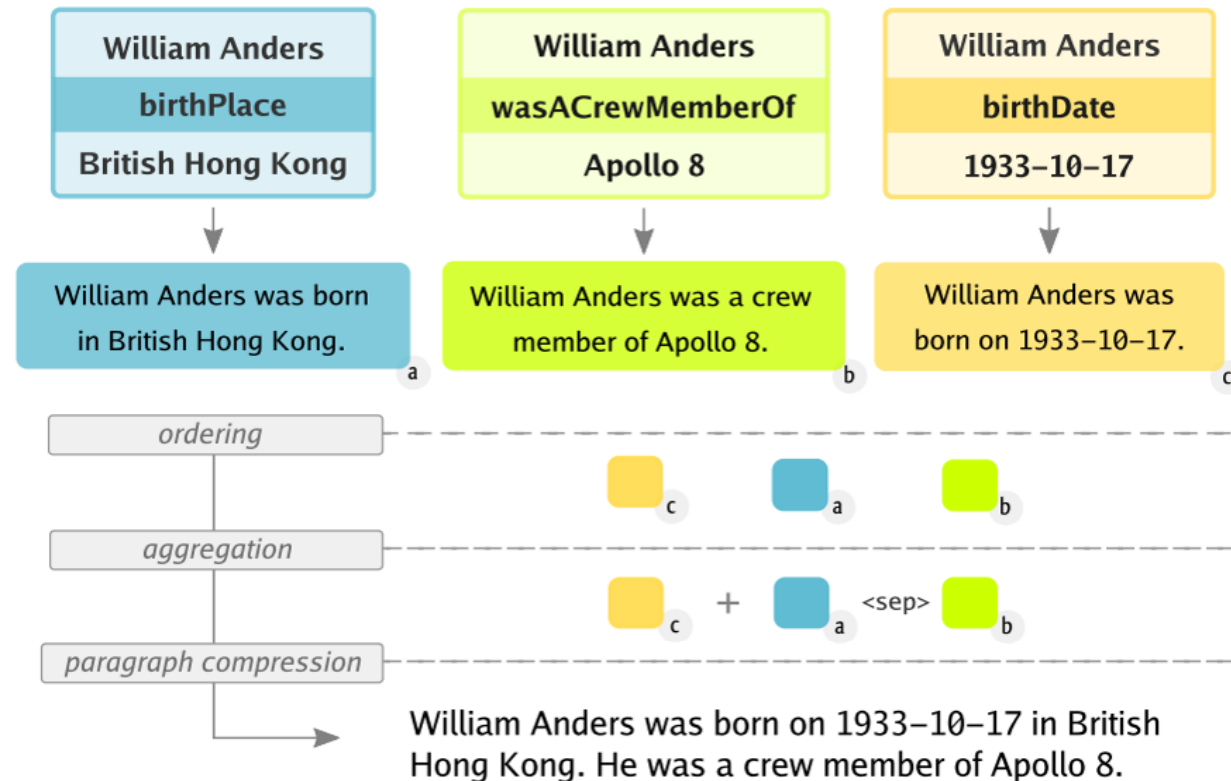 William Anders
birthPlace
British Hong Kong
William Anders
wasACrewMemberOf
Apollo 8
William Anders
birthDate
1933-10-17
William Anders was born
in British Hong Kong.
a
William Anders was a crew
member of Apollo 8.
b
William Anders was
born on 1933-10-17.
c
ordering
c a b
aggregation
c + a <sep> b
paragraph compression
William Anders was born on 1933-10-17 in British
Hong Kong. He was a crew member of Apollo 8.